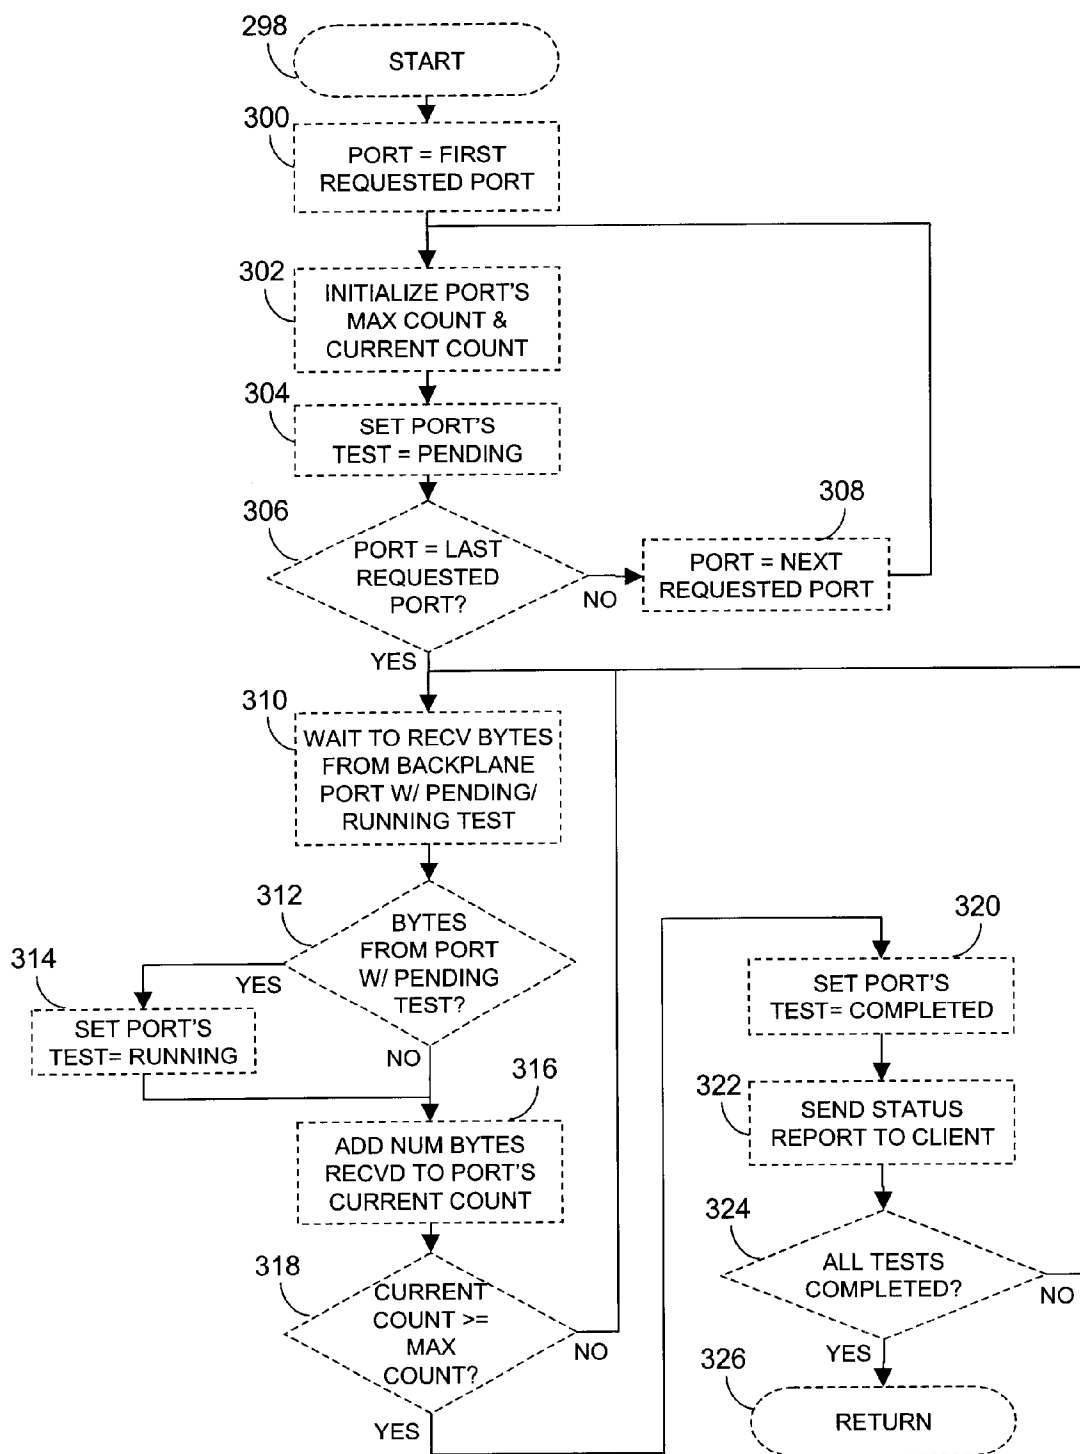 298
START
300
PORT = FIRST
REQUESTED PORT
302
INITIALIZE PORT'S
MAX COUNT &
CURRENT COUNT
304
SET PORT'S
TEST = PENDING
306
PORT = LAST
REQUESTED
PORT?
NO
308
PORT = NEXT
REQUESTED PORT
YES
310
WAIT TO RECV BYTES
FROM BACKPLANE
PORT W/ PENDING/
RUNNING TEST
312
BYTES
FROM PORT
W/ PENDING
TEST?
YES
314
SET PORT'S
TEST= RUNNING
NO
316
ADD NUM BYTES
RECVD TO PORT'S
CURRENT COUNT
318
CURRENT
COUNT >=
MAX
COUNT?
NO
YES
320
SET PORT'S
TEST= COMPLETED
322
SEND STATUS
REPORT TO CLIENT
324
ALL TESTS
COMPLETED?
NO
YES
326
RETURN